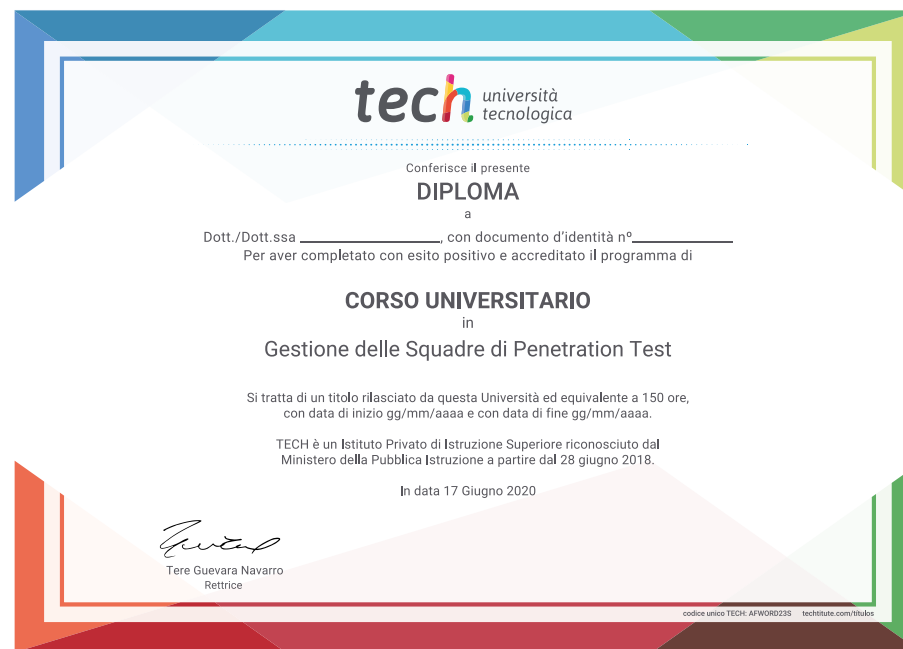 tech università
tecnologica
Conferisce il presente
DIPLOMA
a
Dott./Dott.ssa ______________, con documento d'identità nº__________
Per aver completato con esito positivo e accreditato il programma di
CORSO UNIVERSITARIO
in
Gestione delle Squadre di Penetration Test
Si tratta di un titolo rilasciato da questa Università ed equivalente a 150 ore,
con data di inizio gg/mm/aaaa e con data di fine gg/mm/aaaa.
TECH è un Istituto Privato di Istruzione Superiore riconosciuto dal
Ministero della Pubblica Istruzione a partire dal 28 giugno 2018.
In data 17 Giugno 2020
Tere Guevara Navarro
Rettrice
codice unico TECH: AFWORD23S techtitute.com/títulos